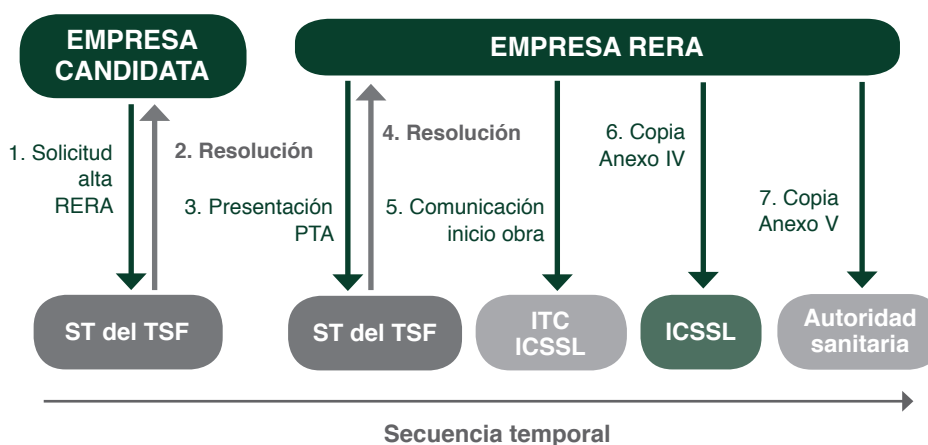 EMPRESA
CANDIDATA
EMPRESA RERA
1. Solicitud
alta
RERA
2. Resolución
3. Presentación
PTA
4. Resolución
5. Comunicación
inicio obra
6. Copia
Anexo IV
7. Copia
Anexo V
ST del TSF
ST del TSF
ITC
ICSSL
ICSSL
Autoridad
sanitaria
Secuencia temporal